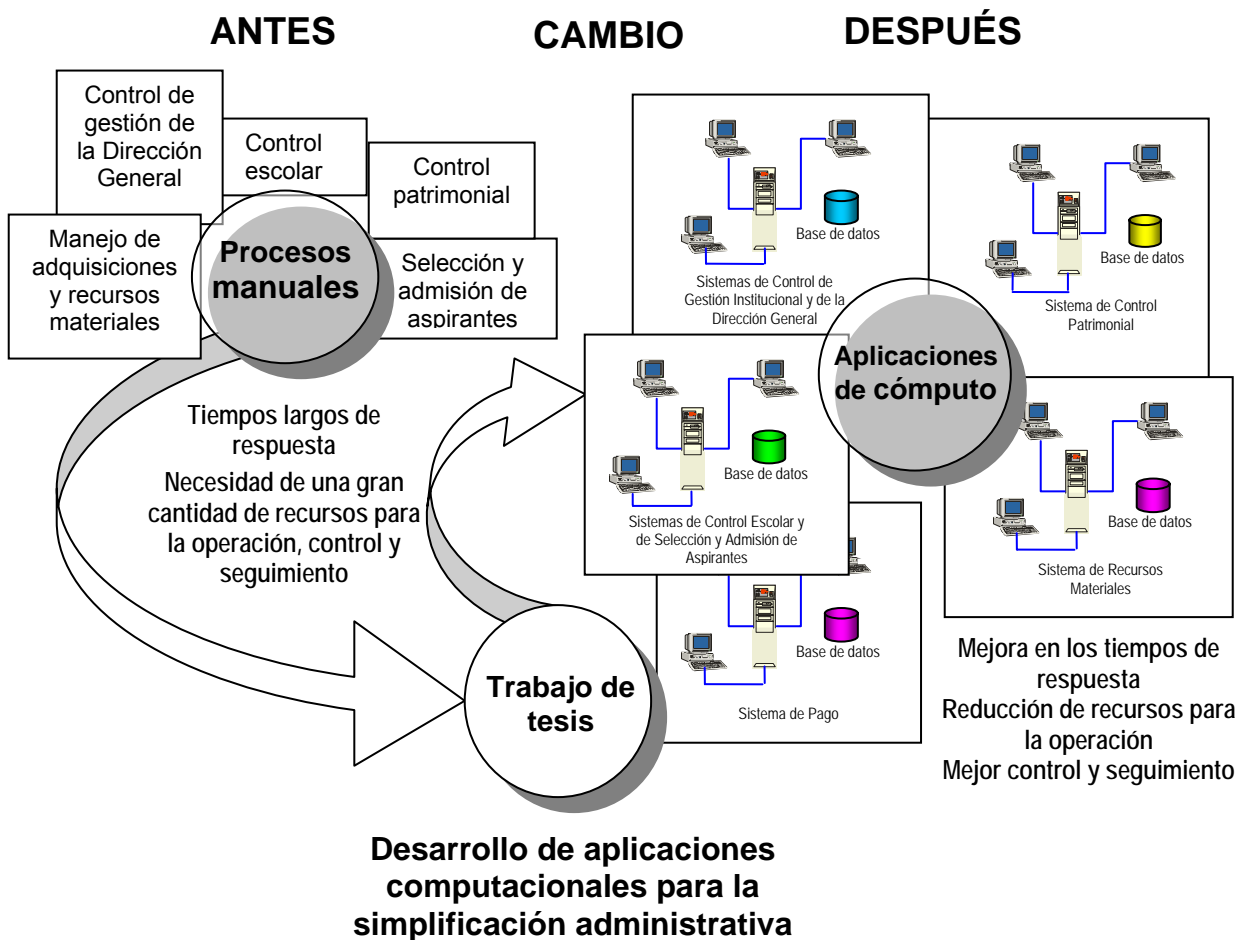 ANTES
CAMBIO
DESPUÉS
Control de
gestión de
la Dirección
General
Control
escolar
Control
patrimonial
Manejo de
adquisiciones
y recursos
materiales
Procesos
manuales
Selección y
admisión de
aspirantes
Tiempos largos de
respuesta
Necesidad de una gran
cantidad de recursos para
la operación, control y
seguimiento
Trabajo de
tesis
Desarrollo de aplicaciones
computacionales para la
simplificación administrativa
Base de datos
Sistemas de Control de
Gestión Institucional y de la
Dirección General
Base de datos
Sistema de Control
Patrimonial
Aplicaciones
de cómputo
Base de datos
Sistemas de Control Escolar y
de Selección y Admisión de
Aspirantes
Base de datos
Sistema de Recursos
Materiales
Base de datos
Sistema de Pago
Mejora en los tiempos de
respuesta
Reducción de recursos para
la operación
Mejor control y seguimiento